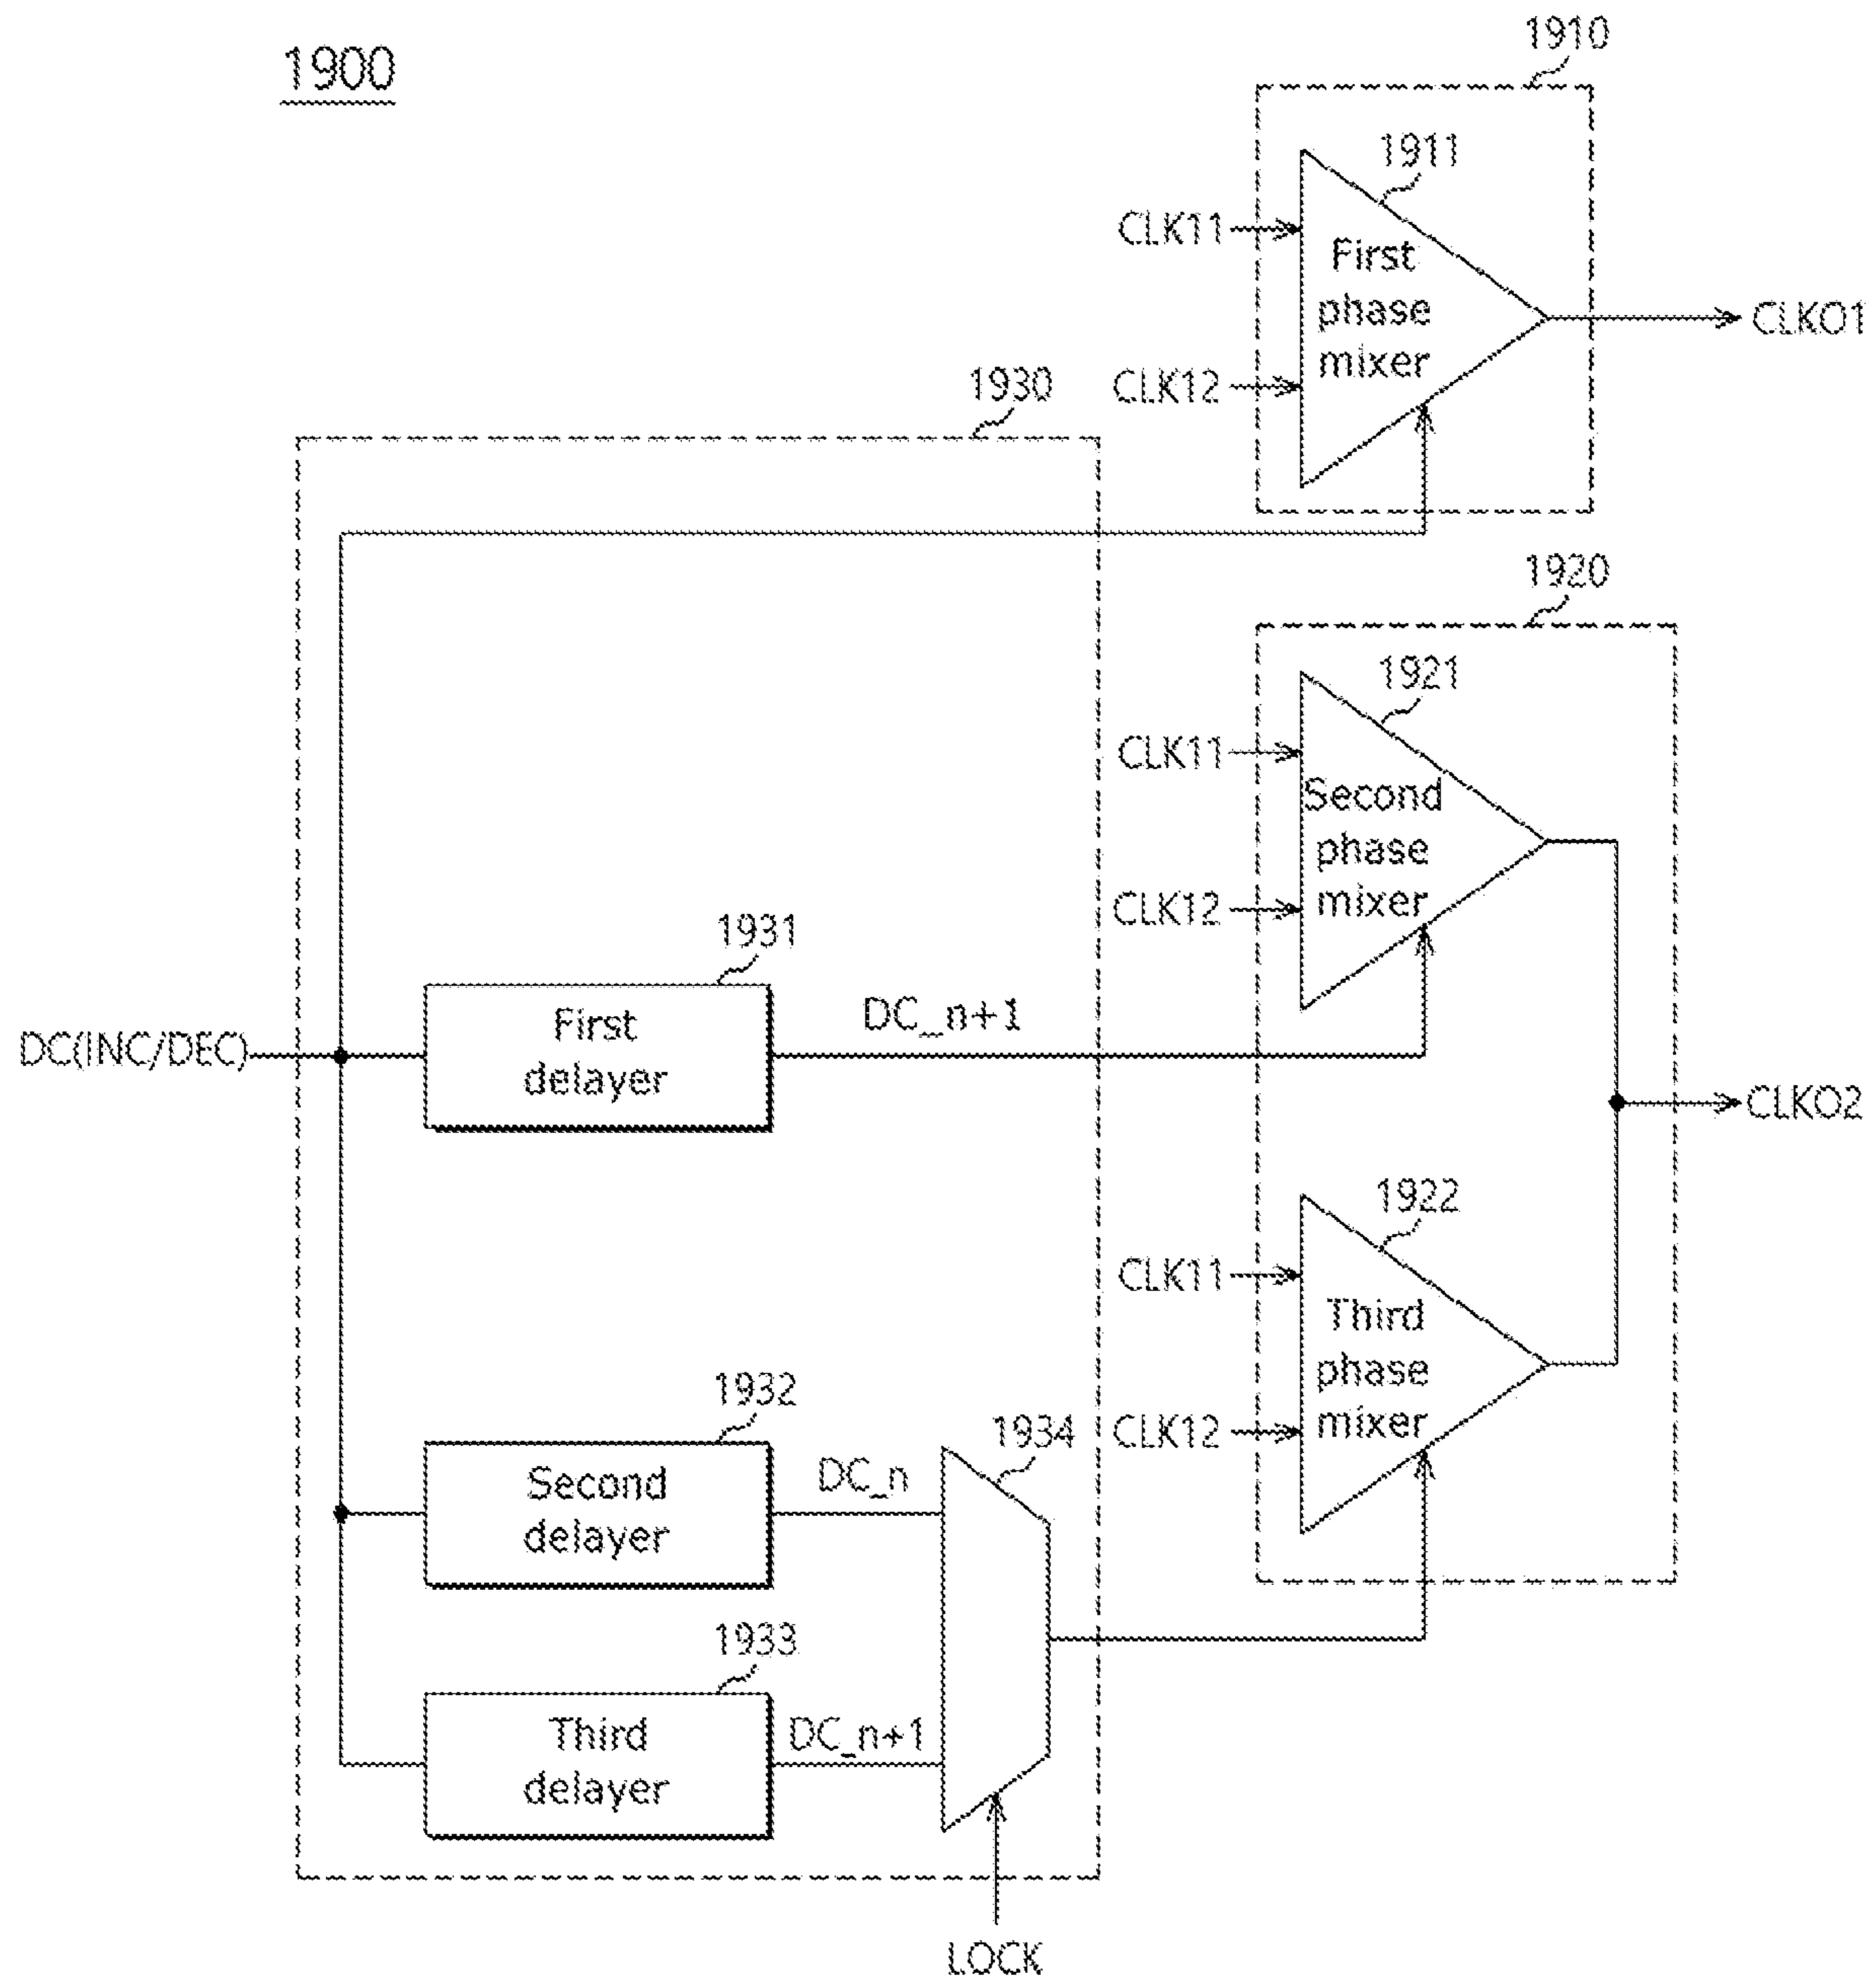 1900
1910
1911
CLK11
First
phase
mixer
CLK12
CLKO1
1930
1920
1921
CLK11
Second
phase
mixer
CLK12
1931
First
delayer
DC_n+1
DC(INC/DEC)
CLKO2
1922
CLK11
Third
phase
mixer
CLK12
1932
Second
delayer
DC_n
1934
1933
Third
delayer
DC_n+1
LOCK